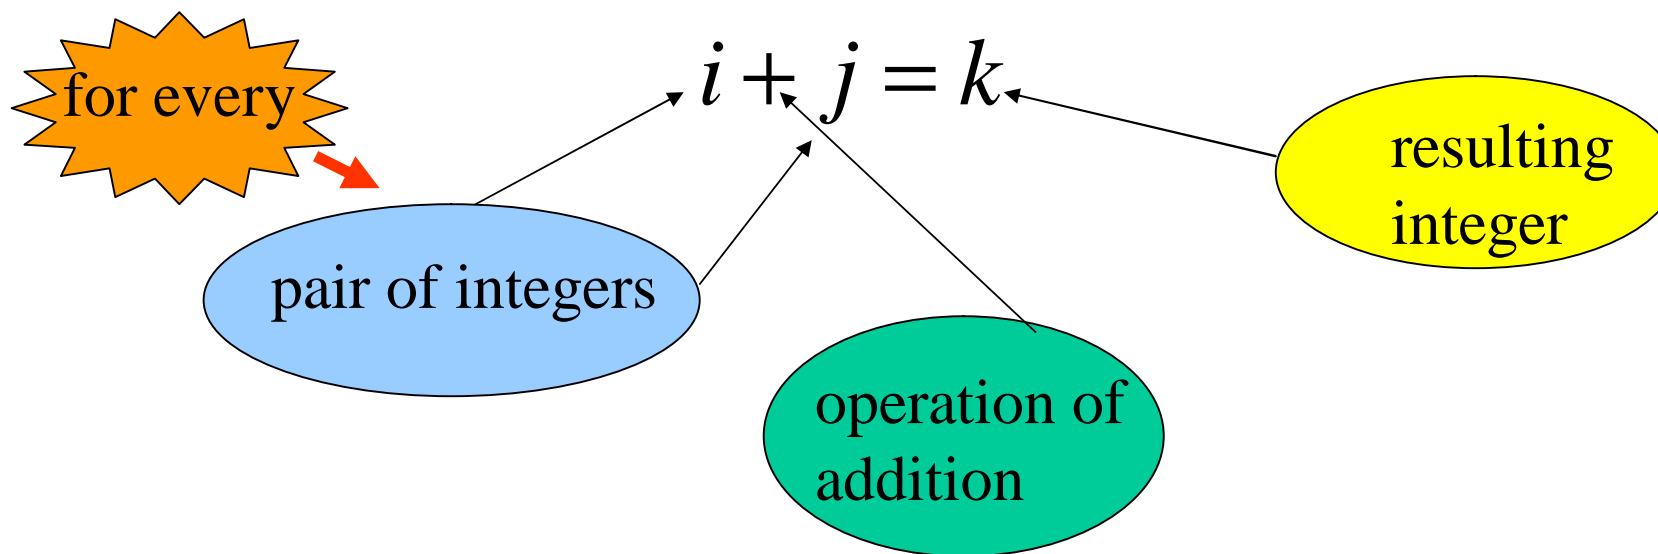 i + j = k
for every
resulting
integer
pair of integers
operation of
addition